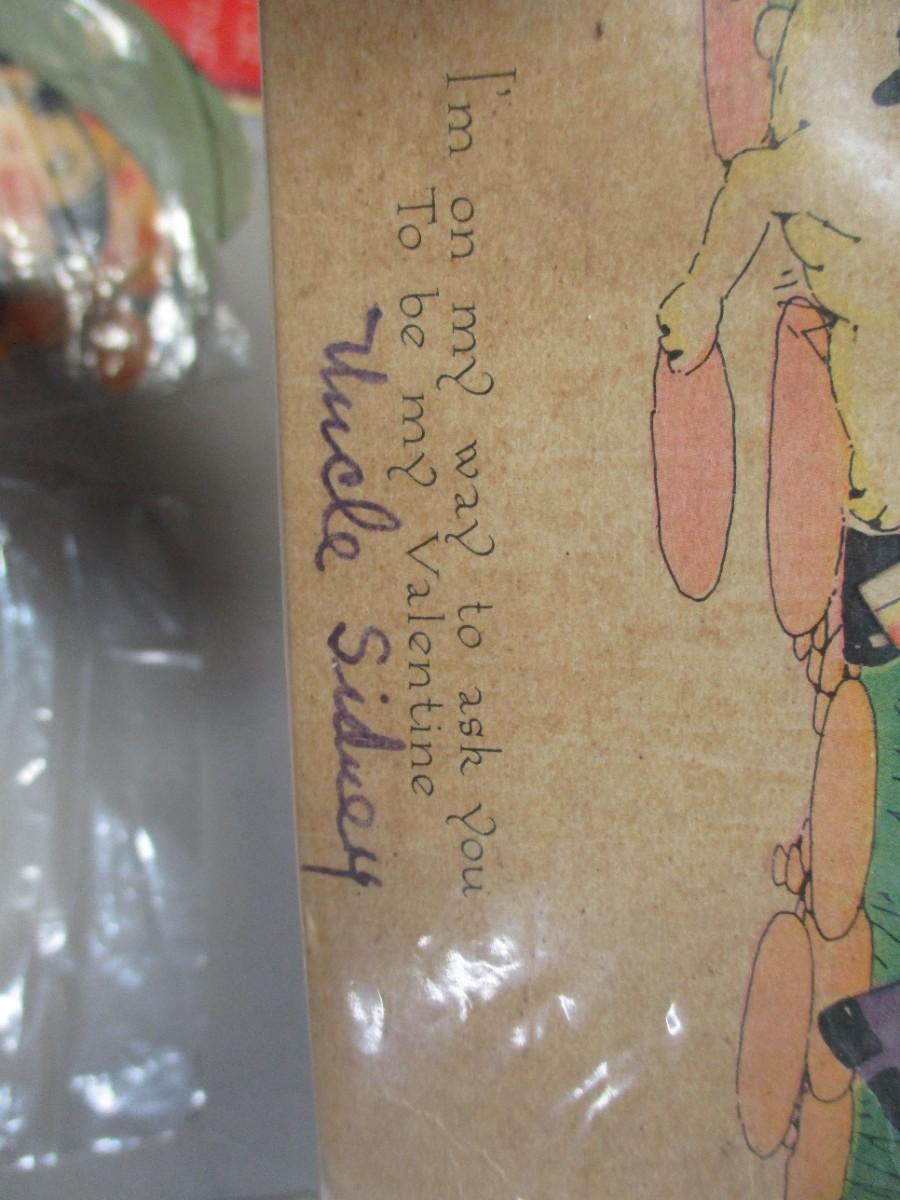 I'm on my way to ask you
To be my Valentine
Uncle Sidney